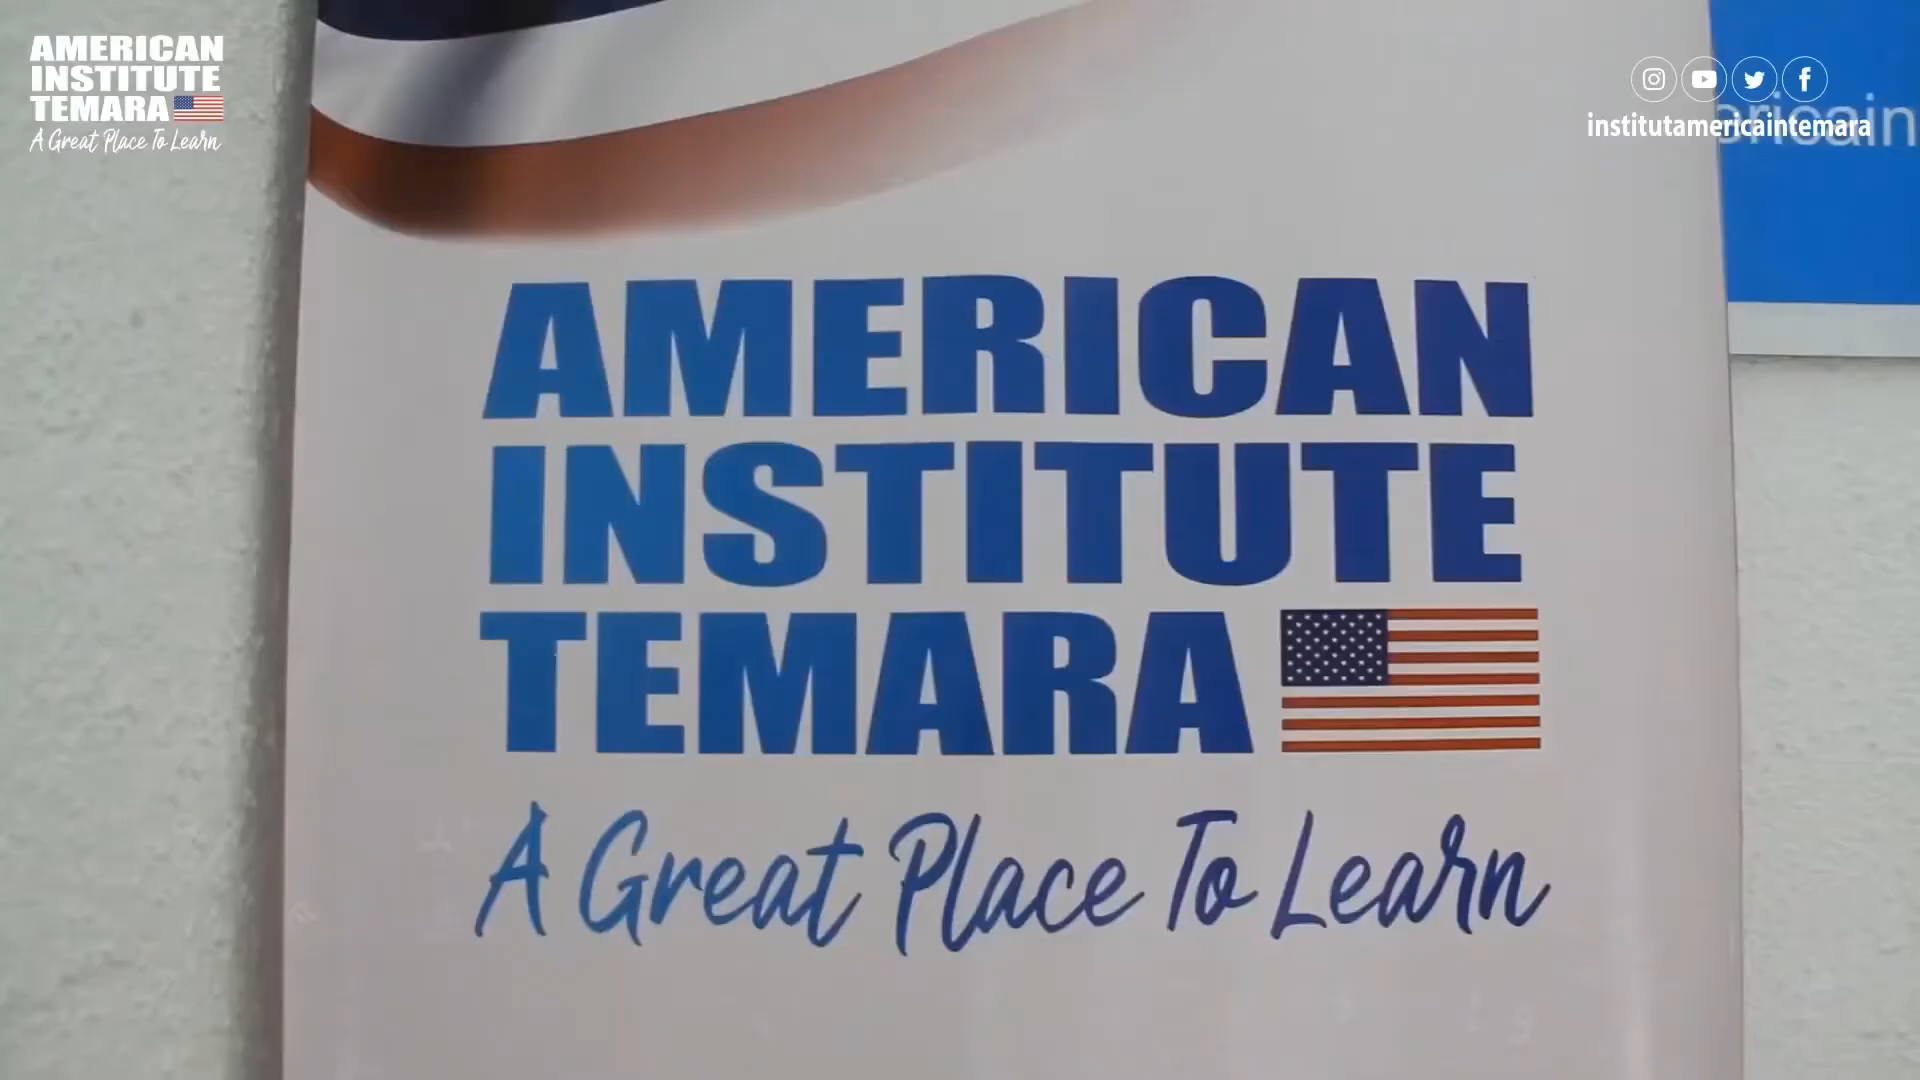 AMERICAN
INSTITUTE
TEMARA
A Great Place To Learn
institutamericaintemara
AMERICAN
INSTITUTE
TEMARA
A Great Place To Learn